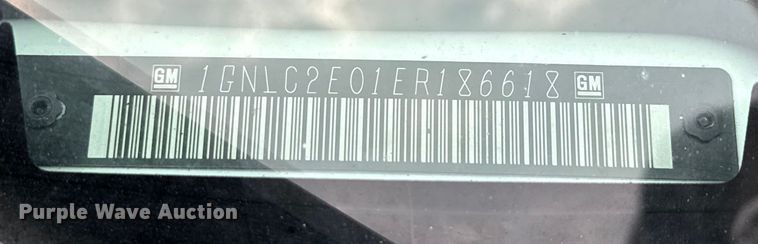 GM 1GNLC2E01ER186618 GM
Purple Wave Auction